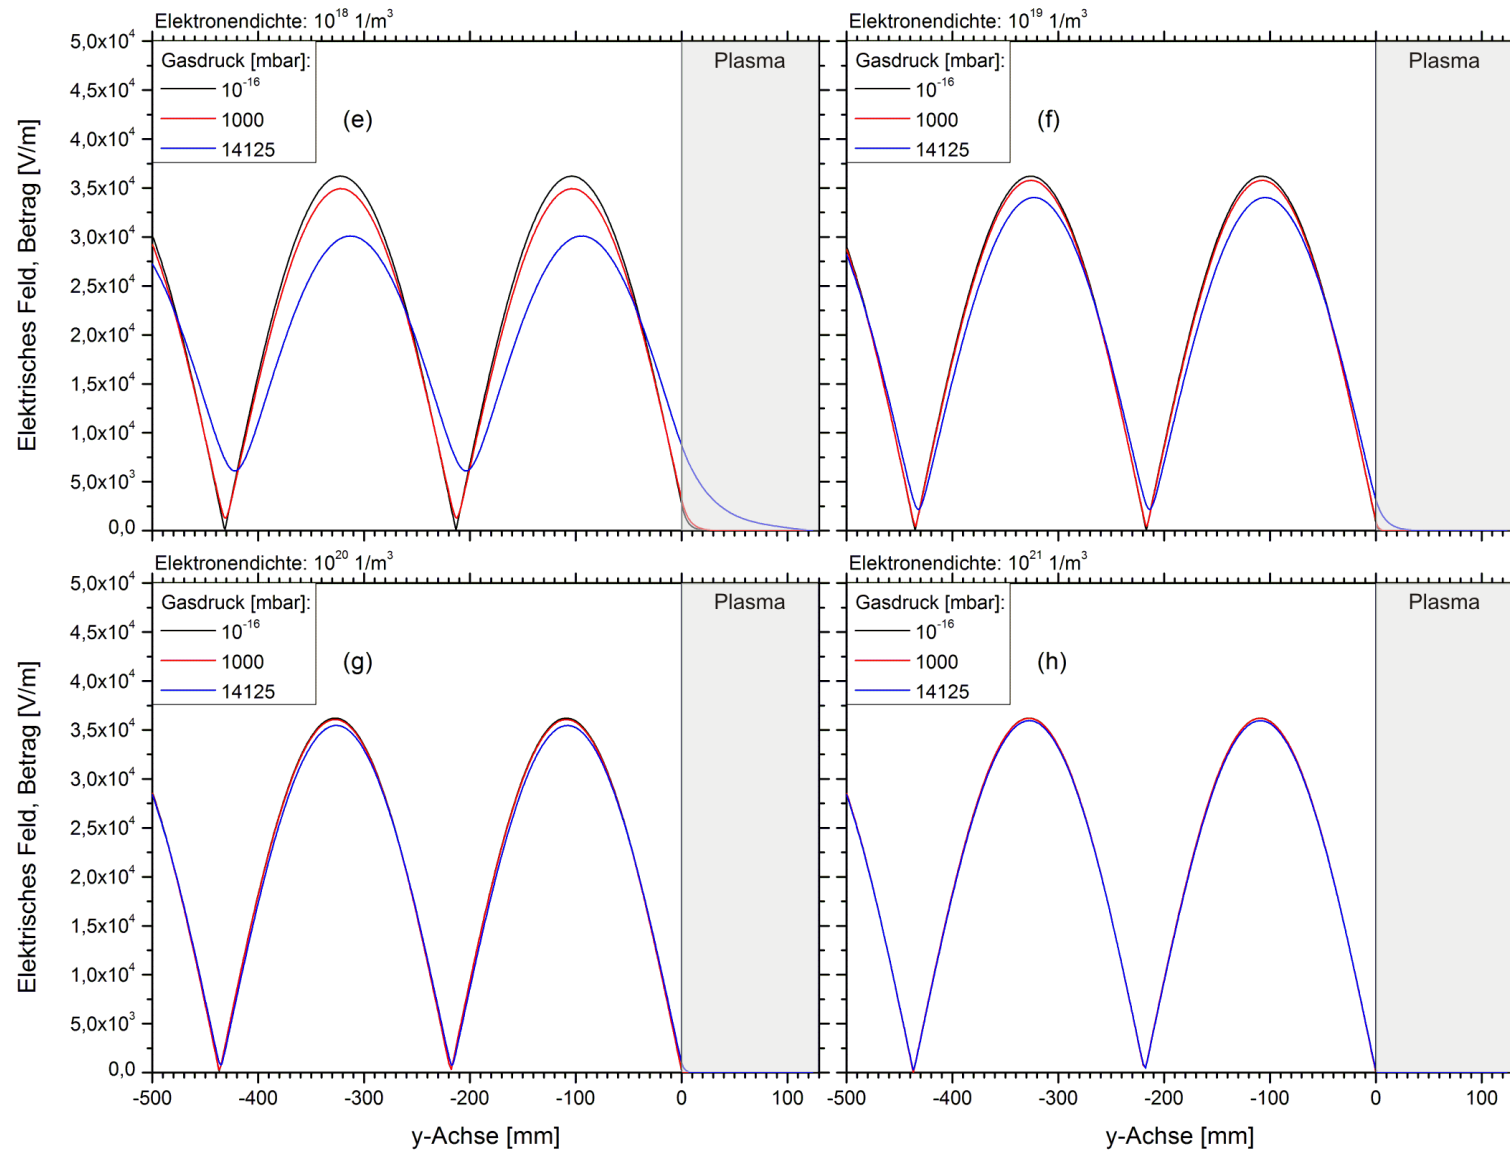 Elektronendichte: 10^18 1/m^3
Elektrisches Feld, Betrag [V/m]
5,0x10^4
4,5x10^4
4,0x10^4
3,5x10^4
3,0x10^4
2,5x10^4
2,0x10^4
1,5x10^4
1,0x10^4
5,0x10^3
0,0
Gasdruck [mbar]:
10^-16
1000
14125
(e)
Plasma
Elektronendichte: 10^19 1/m^3
Gasdruck [mbar]:
10^-16
1000
14125
(f)
Plasma
Elektronendichte: 10^20 1/m^3
Elektrisches Feld, Betrag [V/m]
5,0x10^4
4,5x10^4
4,0x10^4
3,5x10^4
3,0x10^4
2,5x10^4
2,0x10^4
1,5x10^4
1,0x10^4
5,0x10^3
0,0
Gasdruck [mbar]:
10^-16
1000
14125
(g)
Plasma
-500 -400 -300 -200 -100 0 100
y-Achse [mm]
Elektronendichte: 10^21 1/m^3
Gasdruck [mbar]:
10^-16
1000
14125
(h)
Plasma
-500 -400 -300 -200 -100 0 100
y-Achse [mm]